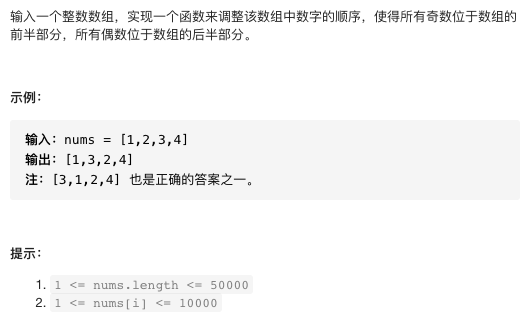 输入一个整数数组，实现一个函数来调整该数组中数字的顺序，使得所有奇数位于数组的
前半部分，所有偶数位于数组的后半部分。
示例：
输入：nums = [1,2,3,4]
输出：[1,3,2,4]
注：[3,1,2,4] 也是正确的答案之一。
提示：
1. 1 <= nums.length <= 50000
2. 1 <= nums[i] <= 10000